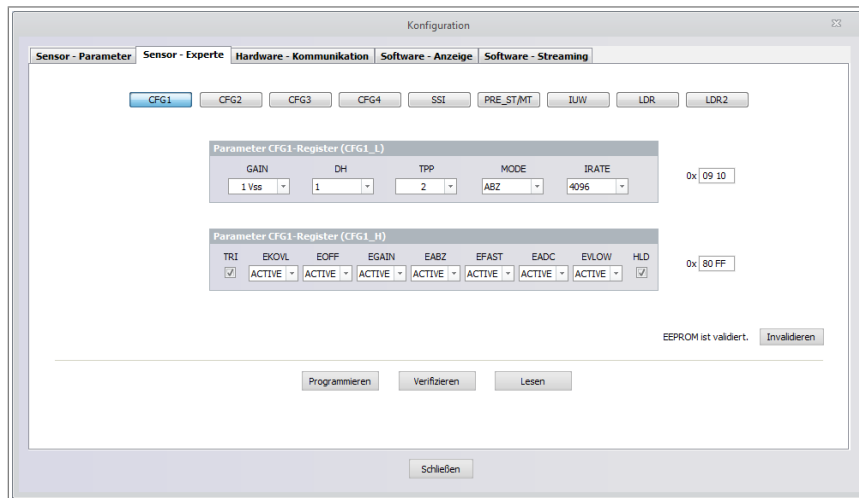 Konfiguration
Sensor - Parameter Sensor - Experte Hardware - Kommunikation Software - Anzeige Software - Streaming
CFG1 CFG2 CFG3 CFG4 SSI PRE_ST/MT IUW LDR LDR2
Parameter CFG1-Register (CFG1_L)
GAIN DH TPP MODE IRATE
1 Vss 1 2 ABZ 4096 0x 09 10
Parameter CFG1-Register (CFG1_H)
TRI EKOVL EOFF EGAIN EABZ EFAST EADC EVLOW HLD
ACTIVE ACTIVE ACTIVE ACTIVE ACTIVE ACTIVE ACTIVE 0x 80 FF
EEPROM ist validiert. Invalidieren
Programmieren Verifizieren Lesen
Schließen